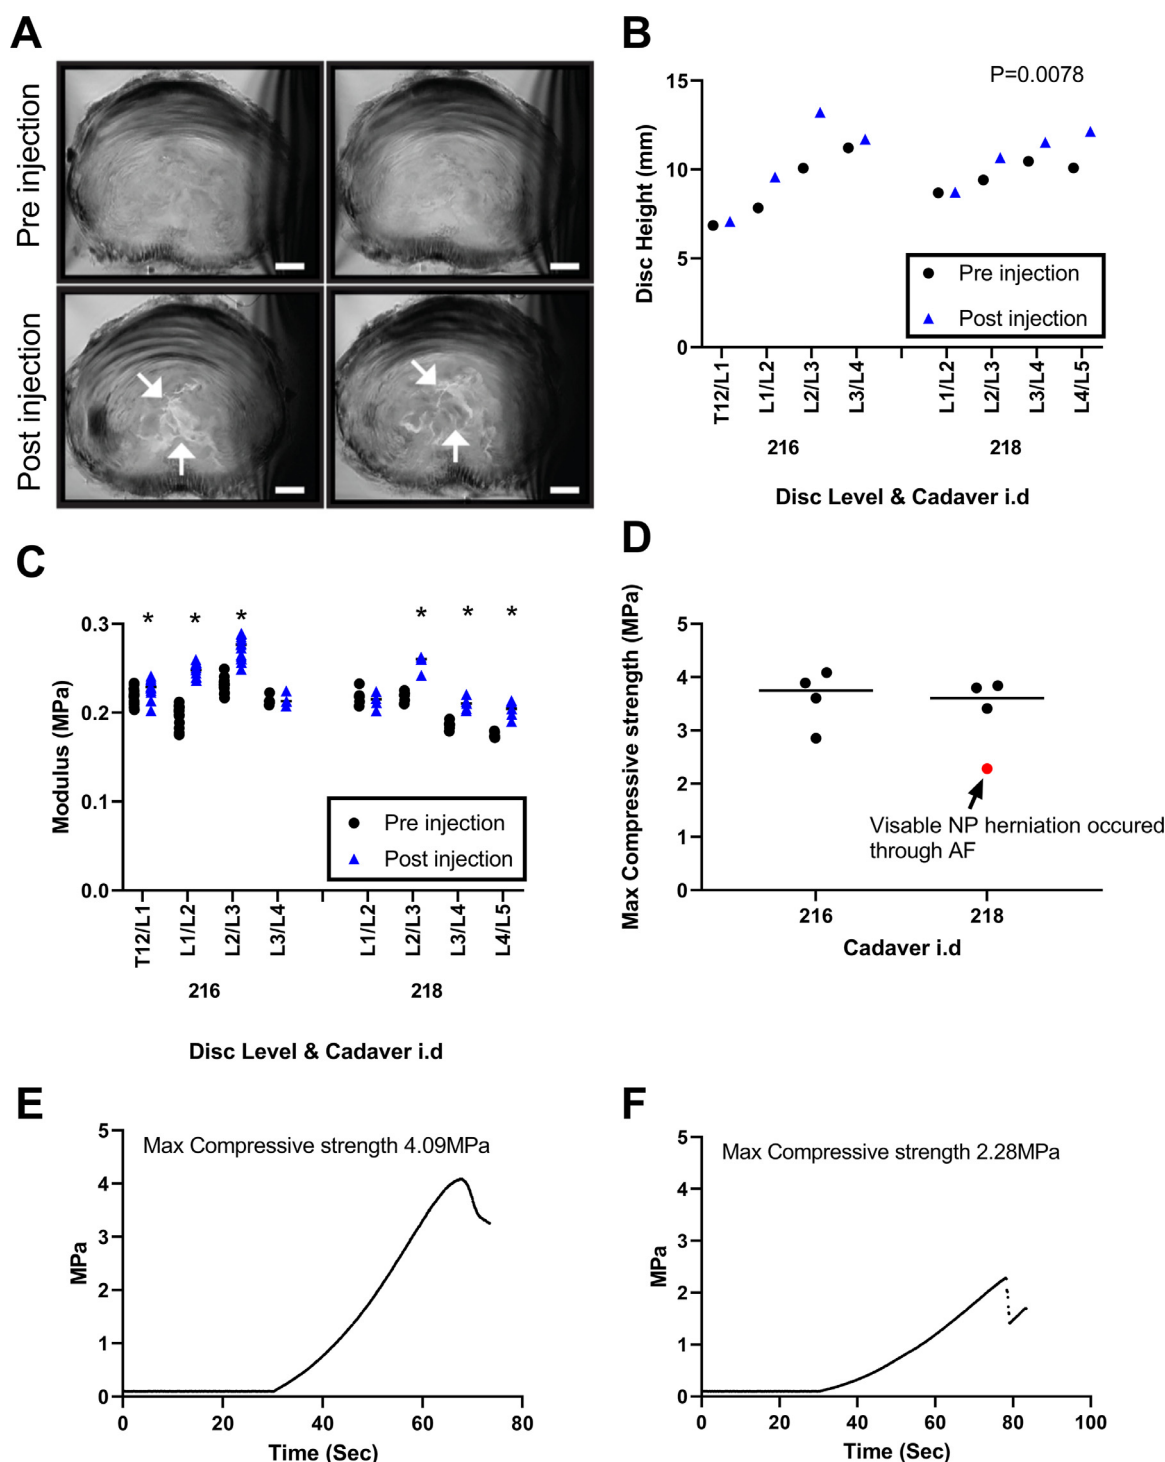 A
Pre injection
Post injection
B
P=0.0078
Disc Height (mm)
15
10
5
0
Pre injection
Post injection
T12/L1
L1/L2
L2/L3
L3/L4
L1/L2
L2/L3
L3/L4
L4/L5
216
218
Disc Level & Cadaver i.d
C
Modulus (MPa)
0.3
0.2
0.1
0.0
* * * * * *
Pre injection
Post injection
T12/L1
L1/L2
L2/L3
L3/L4
L1/L2
L2/L3
L3/L4
L4/L5
216
218
Disc Level & Cadaver i.d
D
Max Compressive strength (MPa)
5
4
3
2
1
0
Visable NP herniation occured
through AF
216
218
Cadaver i.d
E
Max Compressive strength 4.09MPa
MPa
5
4
3
2
1
0
0 20 40 60 80
Time (Sec)
F
Max Compressive strength 2.28MPa
MPa
5
4
3
2
1
0
0 20 40 60 80 100
Time (Sec)